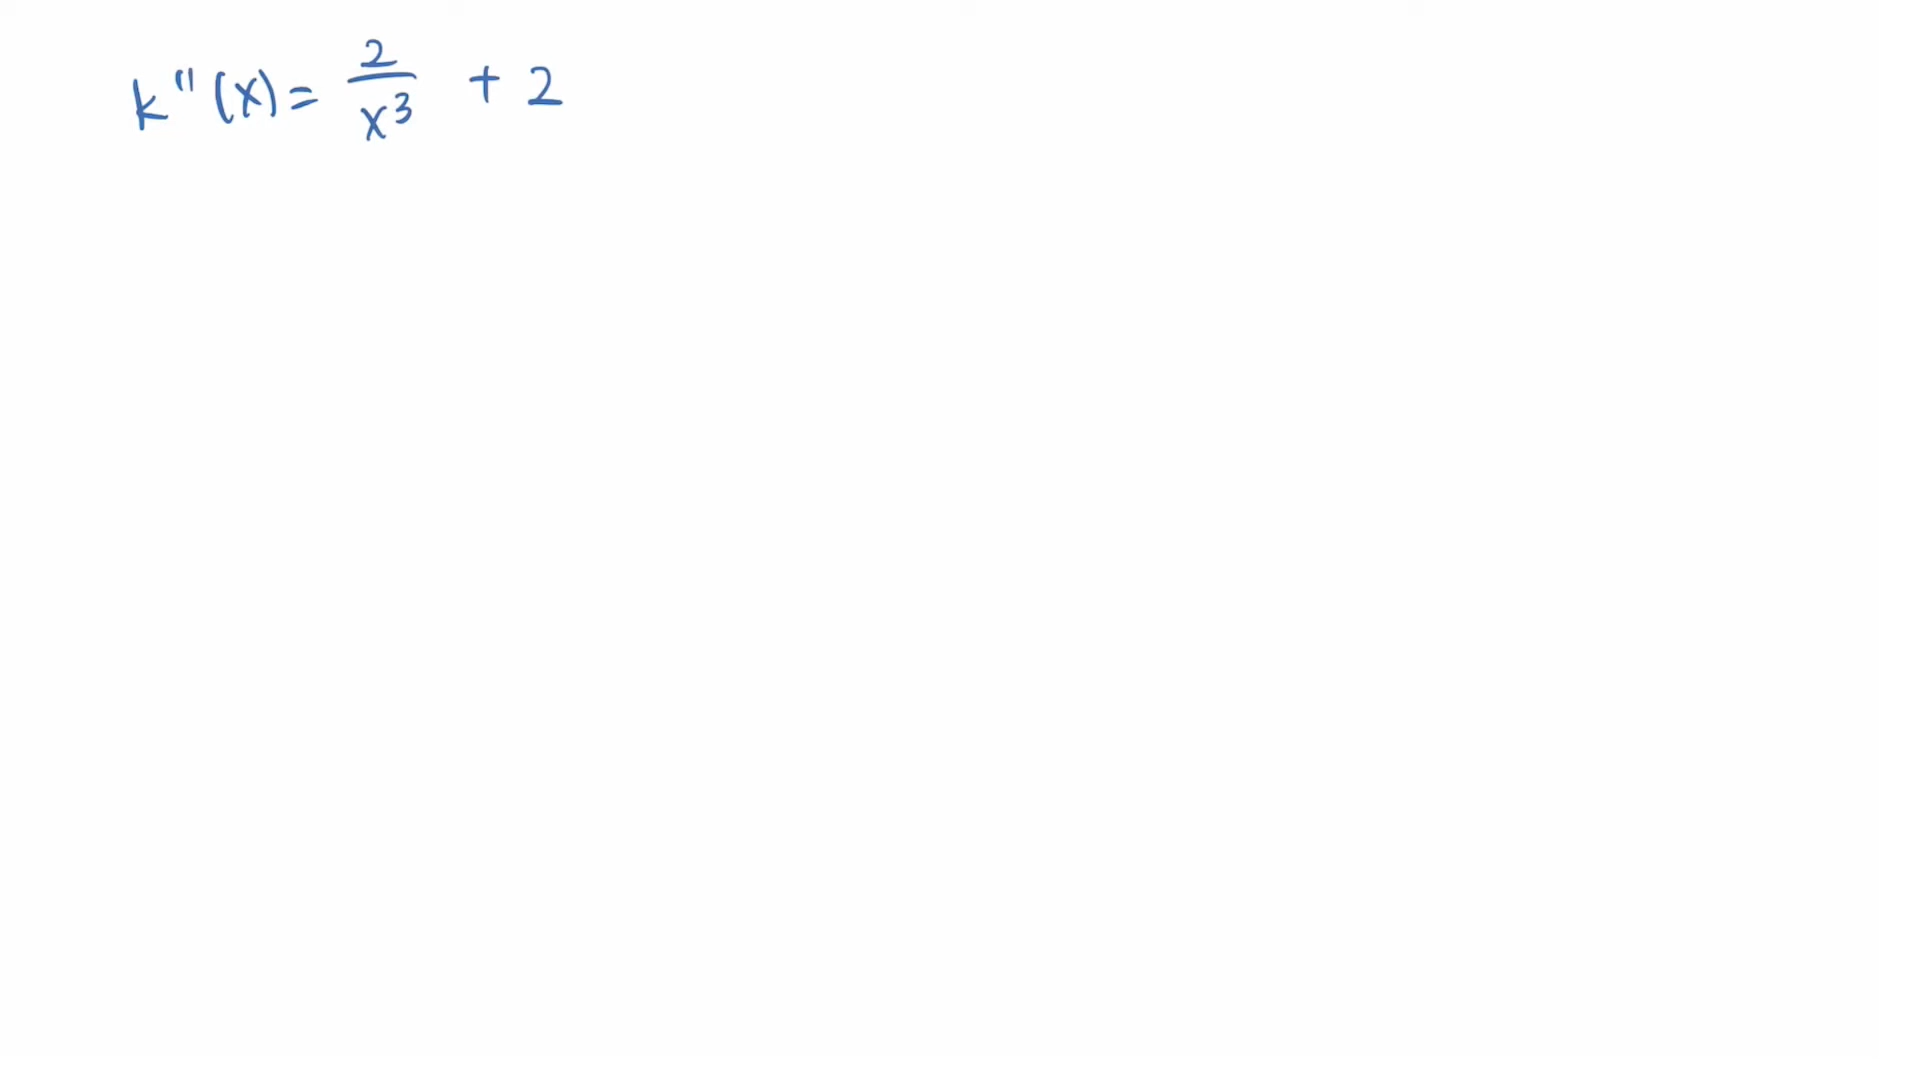 k''(x) = 2/x³ + 2